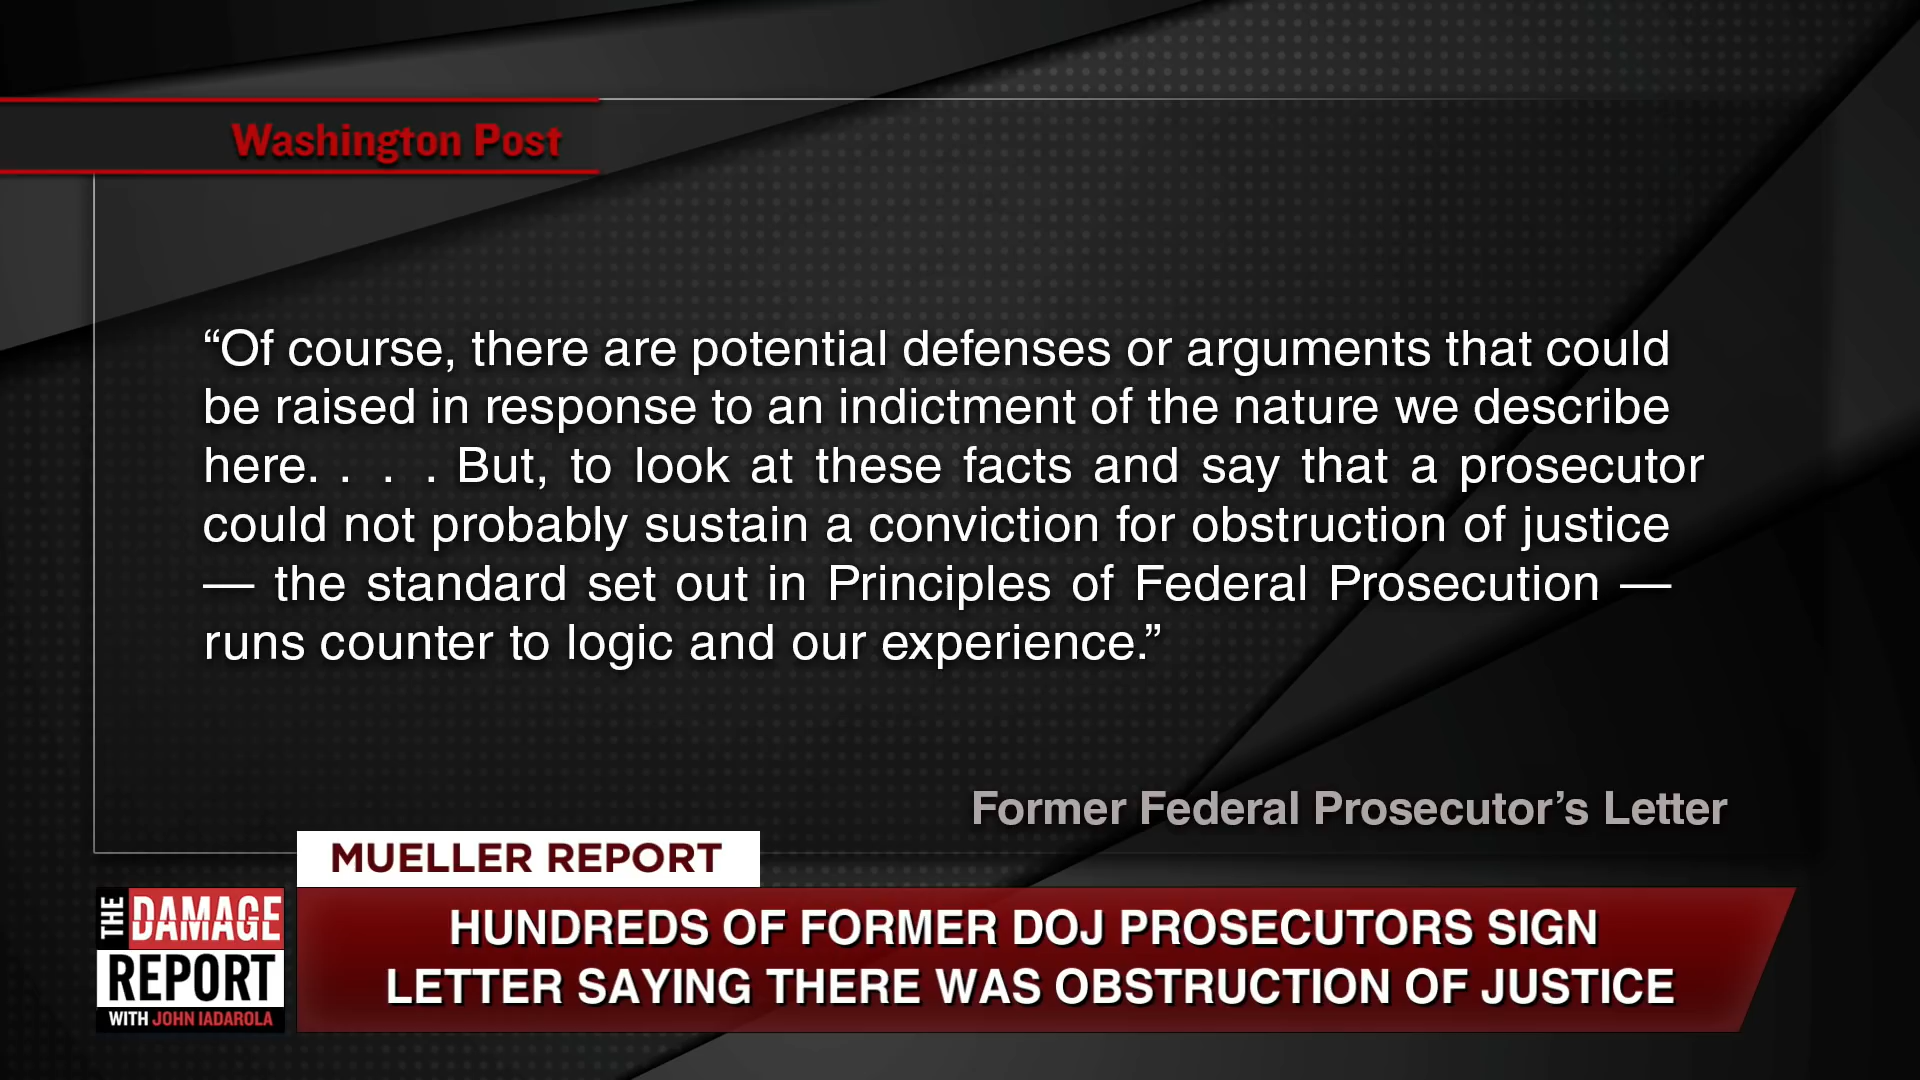 Washington Post
“Of course, there are potential defenses or arguments that could
be raised in response to an indictment of the nature we describe
here. . . . But, to look at these facts and say that a prosecutor
could not probably sustain a conviction for obstruction of justice
— the standard set out in Principles of Federal Prosecution —
runs counter to logic and our experience.”
Former Federal Prosecutor’s Letter
MUELLER REPORT
THE DAMAGE
REPORT
WITH JOHN IADAROLA
HUNDREDS OF FORMER DOJ PROSECUTORS SIGN
LETTER SAYING THERE WAS OBSTRUCTION OF JUSTICE